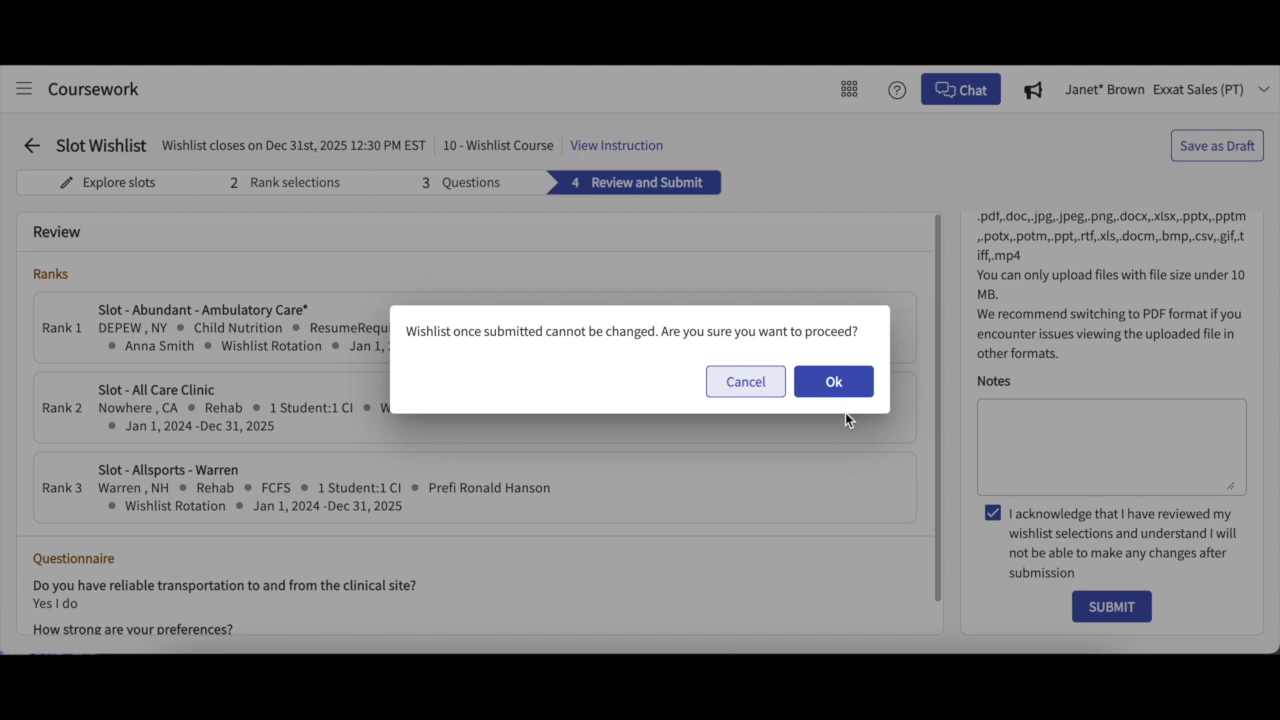 Coursework
Chat
Janet* Brown Exxat Sales (PT)
Slot Wishlist
Wishlist closes on Dec 31st, 2025 12:30 PM EST
10 - Wishlist Course
View Instruction
Save as Draft
Explore slots
2 Rank selections
3 Questions
4 Review and Submit
Review
Ranks
Rank 1
Slot - Abundant - Ambulatory Care*
DEPEW , NY Child Nutrition
Anna Smith Wishlist Rotation Jan 1,
Rank 2
Slot - All Care Clinic
Nowhere , CA Rehab 1 Student:1 CI
Jan 1, 2024 -Dec 31, 2025
Rank 3
Slot - Allsports - Warren
Warren , NH Rehab FCFS 1 Student:1 CI Prefi Ronald Hanson
Wishlist Rotation Jan 1, 2024 -Dec 31, 2025
Questionnaire
Do you have reliable transportation to and from the clinical site?
Yes I do
How strong are your preferences?
Wishlist once submitted cannot be changed. Are you sure you want to proceed?
Cancel
Ok
.pdf,.doc,.jpg,.jpeg,.png,.docx,.xlsx,.pptx,.pptm
,.potx,.potm,.ppt,.rtf,.xls,.docm,.bmp,.csv,.gif,.t
iff,.mp4
You can only upload files with file size under 10
MB.
We recommend switching to PDF format if you
encounter issues viewing the uploaded file in
other formats.
Notes
I acknowledge that I have reviewed my
wishlist selections and understand I will
not be able to make any changes after
submission
SUBMIT